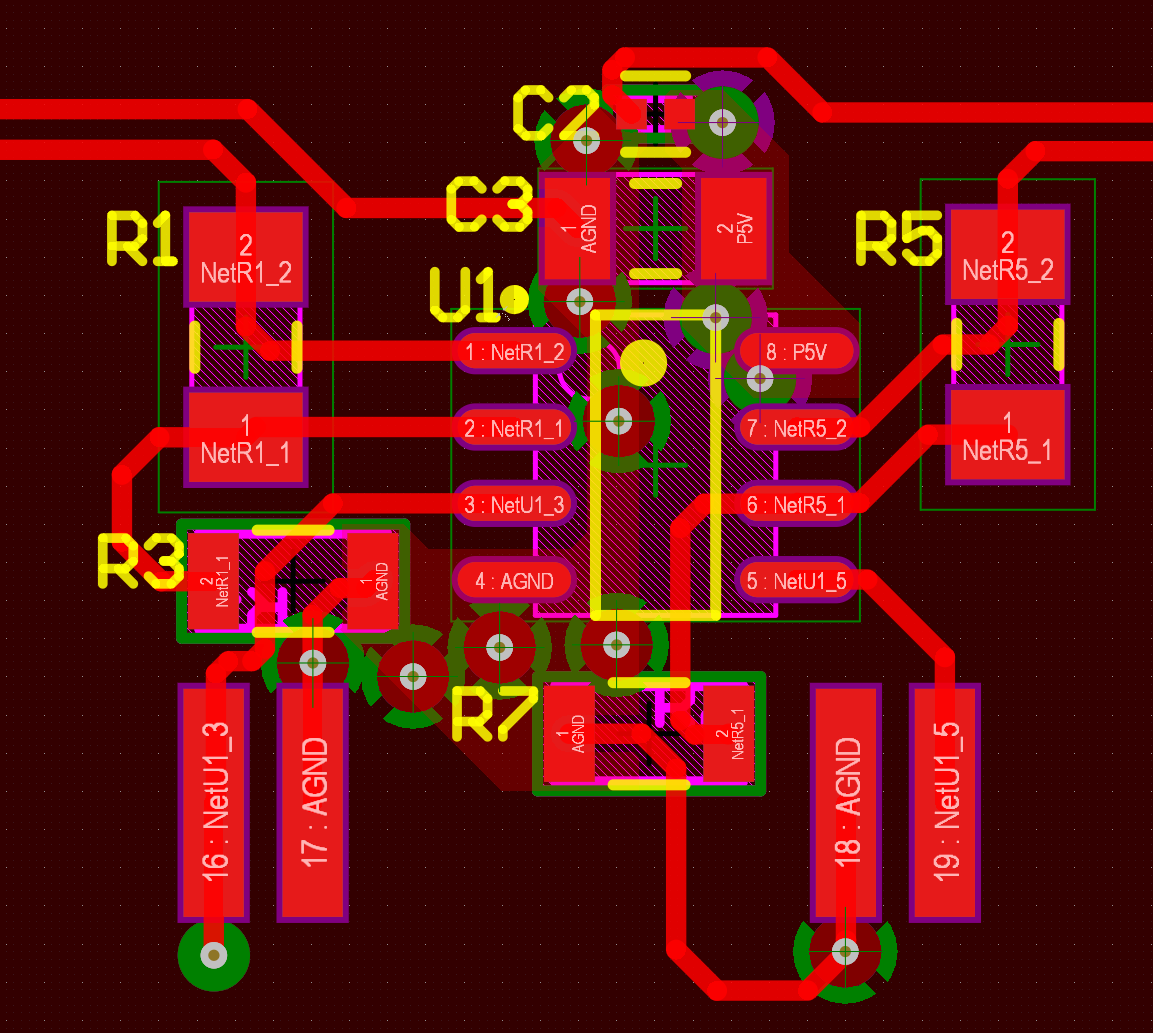 C2
C3
1
AGND
2
P5V
R1
2
NetR1_2
R5
2
NetR5_2
U1
1 : NetR1_2
8 : P5V
1
NetR1_1
2 : NetR1_1
7 : NetR5_2
1
NetR5_1
3 : NetU1_3
6 : NetR5_1
R3
2
NetR1_1
1
AGND
4 : AGND
5 : NetU1_5
R7
1
AGND
2
NetR5_1
16 : NetU1_3
17 : AGND
18 : AGND
19 : NetU1_5